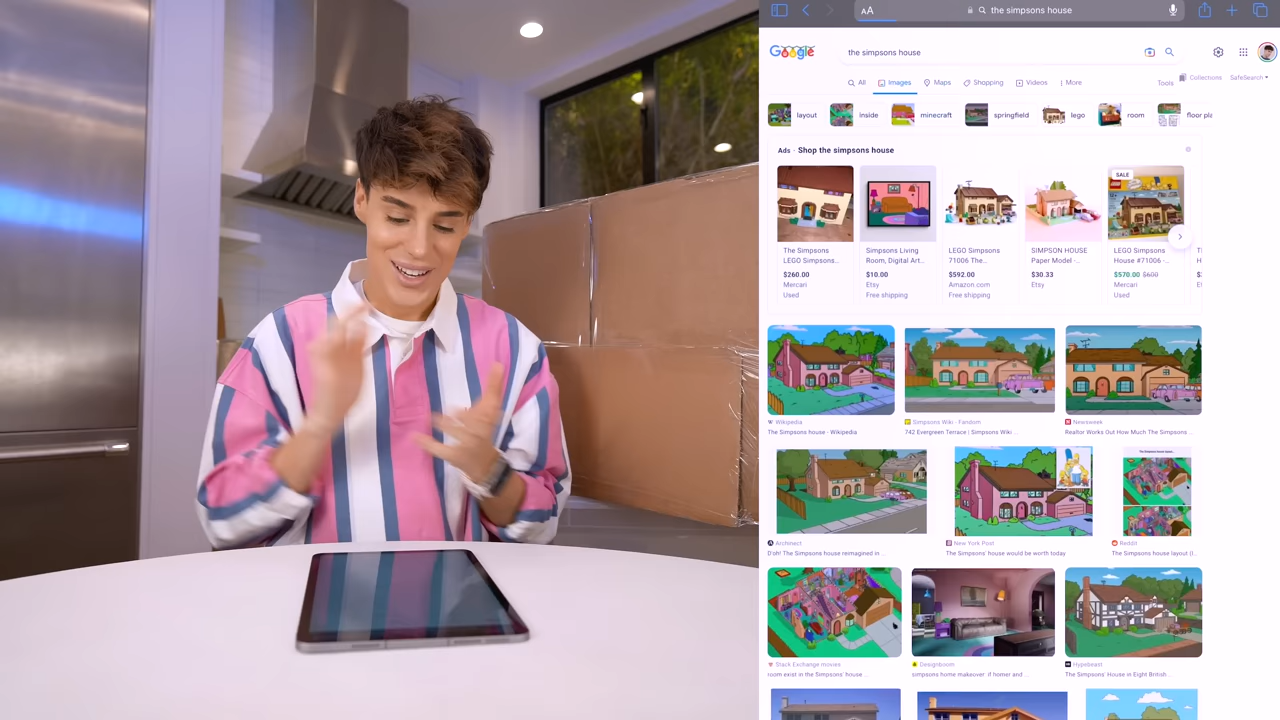 AA
the simpsons house
Google
the simpsons house
All
Images
Maps
Shopping
Videos
More
Tools
Collections
SafeSearch
layout
inside
minecraft
springfield
lego
room
floor pla
Ads · Shop the simpsons house
SALE
The Simpsons
LEGO Simpsons...
$260.00
Mercari
Used
Simpsons Living
Room, Digital Art...
$10.00
Etsy
Free shipping
LEGO Simpsons
71006 The...
$592.00
Amazon.com
Free shipping
SIMPSON HOUSE
Paper Model -...
$30.33
Etsy
LEGO Simpsons
House #71006 -...
$570.00 $600
Mercari
Used
Wikipedia
The Simpsons house - Wikipedia
Simpsons Wiki - Fandom
742 Evergreen Terrace | Simpsons Wiki ...
Newsweek
Realtor Works Out How Much The Simpsons ...
Architect
D'oh! The Simpsons house reimagined in ...
New York Post
The Simpsons' house would be worth today
Reddit
The Simpsons house layout (I...
Stack Exchange movies
room exist in the Simpsons' house ...
Designboom
simpsons home makeover: if homer and ...
Hypebeast
The Simpsons' House in Eight British ...